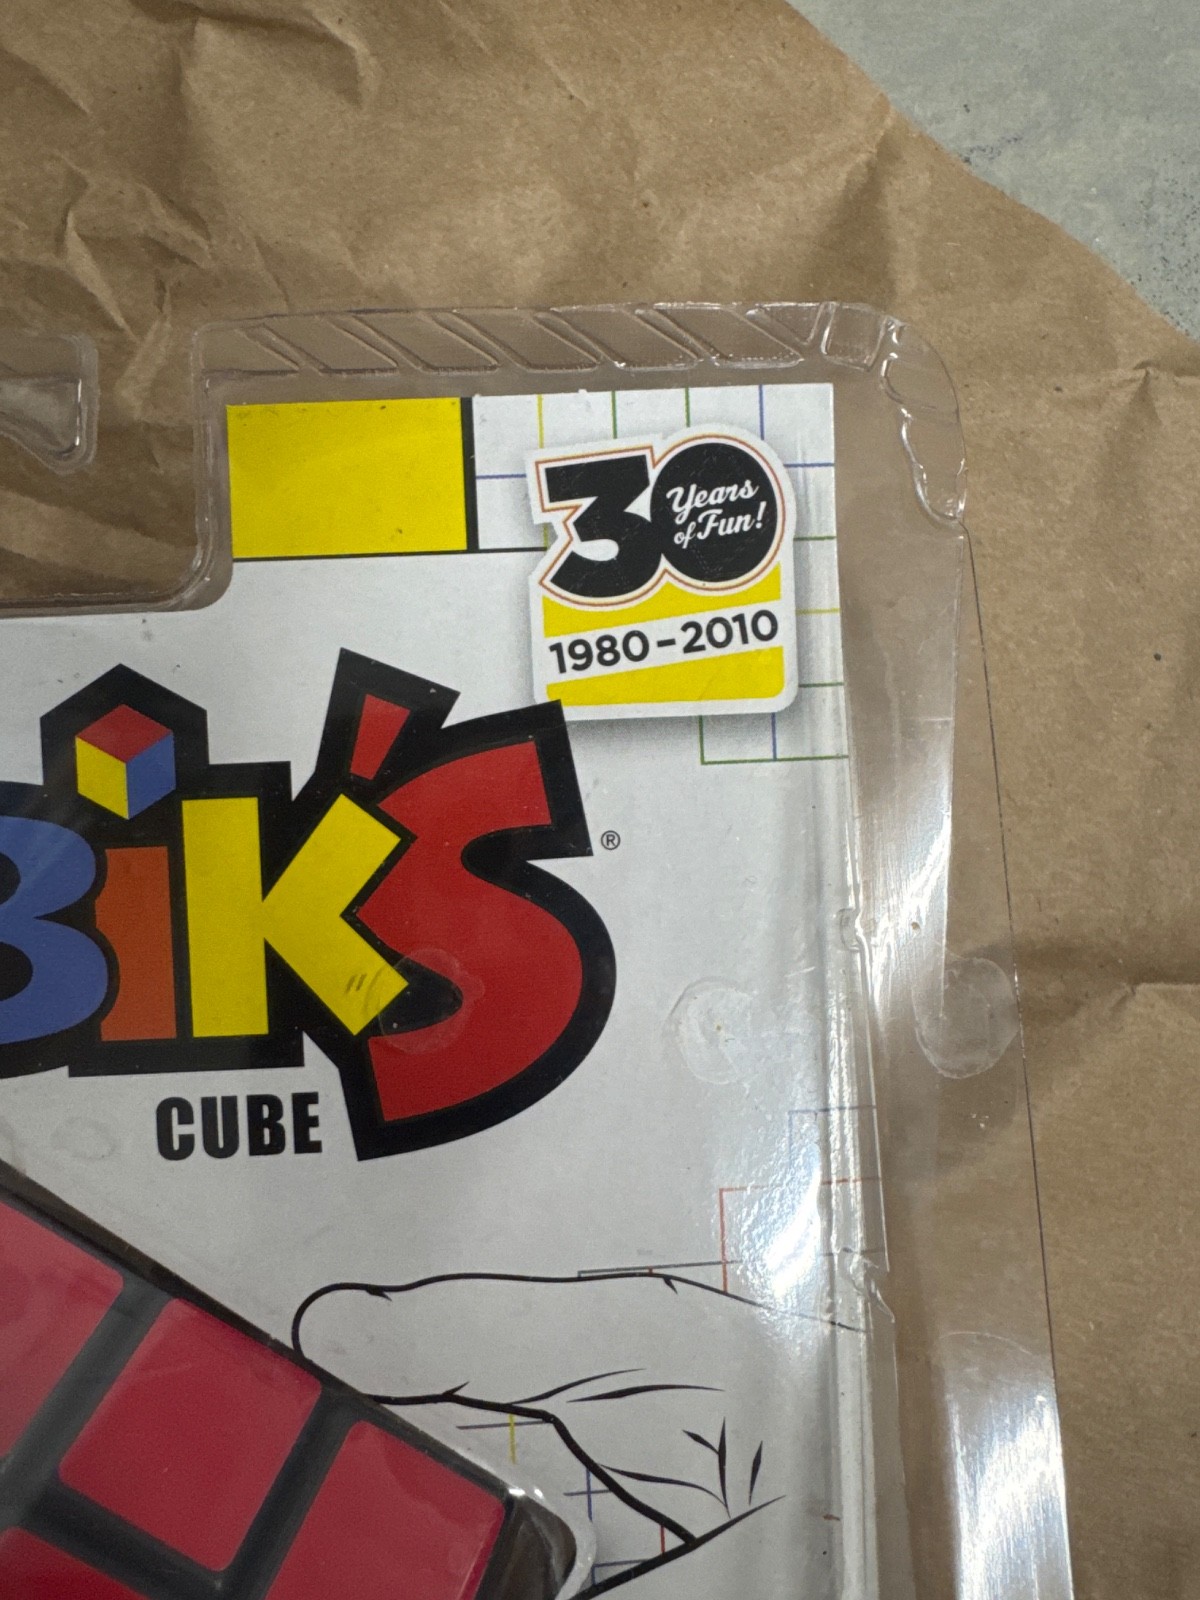 30
Years
of Fun!
1980-2010
BIK'S®
CUBE